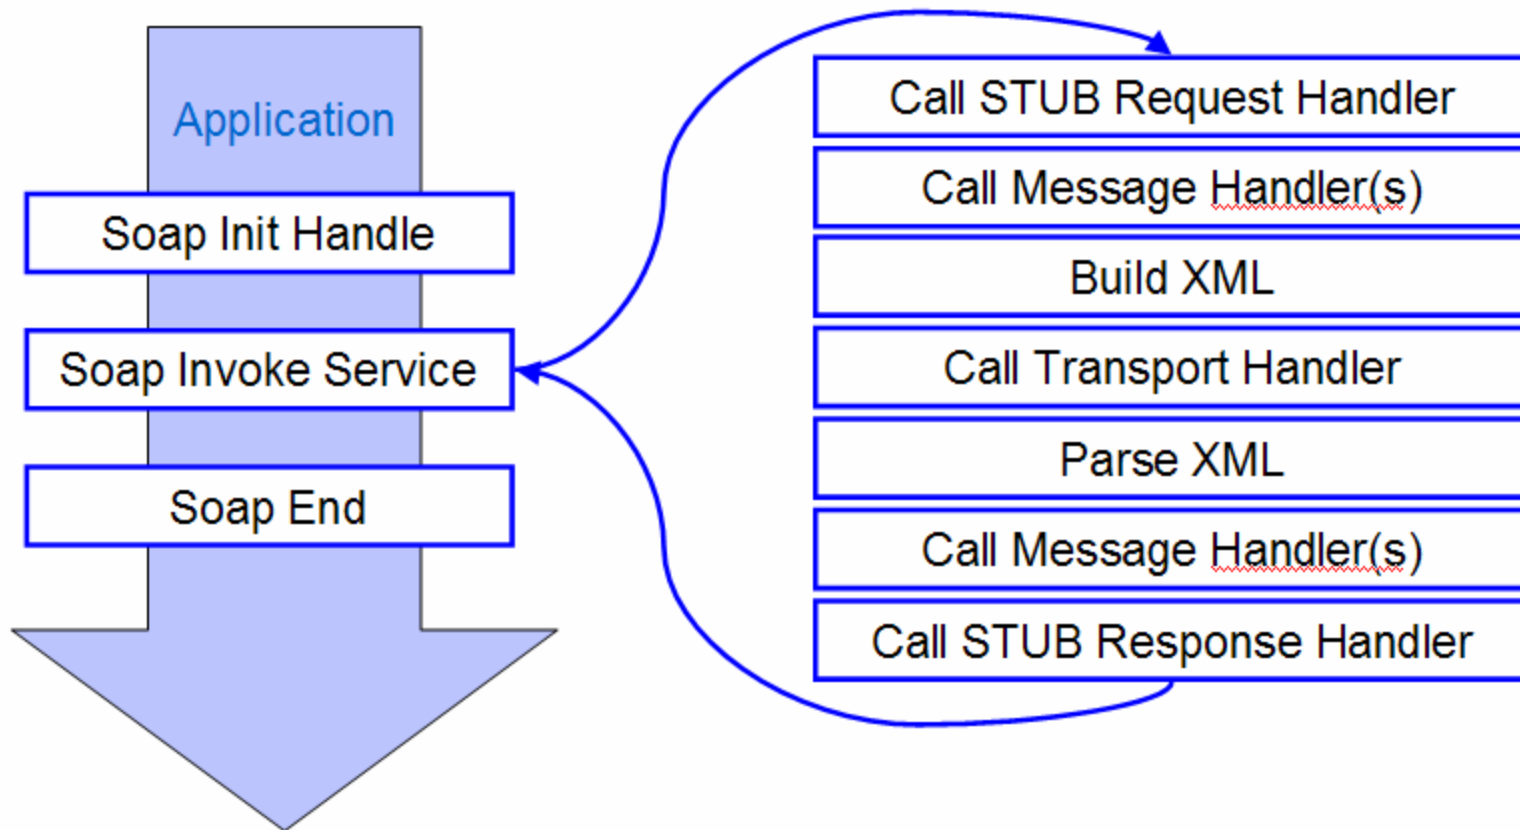 Application
Soap Init Handle
Soap Invoke Service
Soap End
Call STUB Request Handler
Call Message Handler(s)
Build XML
Call Transport Handler
Parse XML
Call Message Handler(s)
Call STUB Response Handler